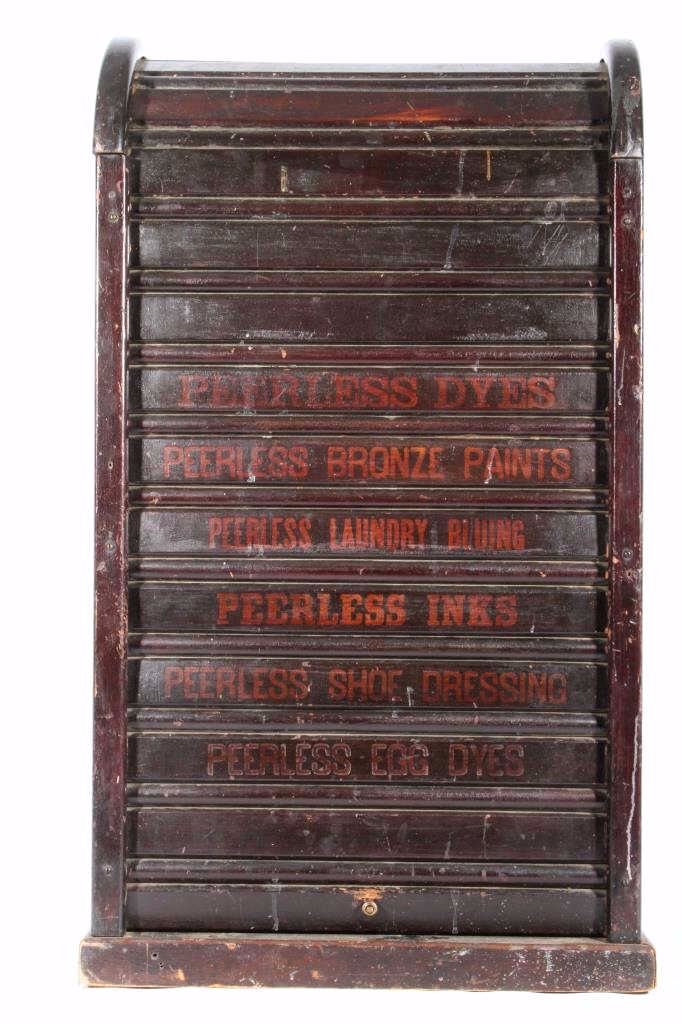 PEERLESS DYES
PEERLESS BRONZE PAINTS
PEERLESS LAUNDRY BLUING
PEERLESS INKS
PEERLESS SHOE DRESSING
PEERLESS EGG DYES